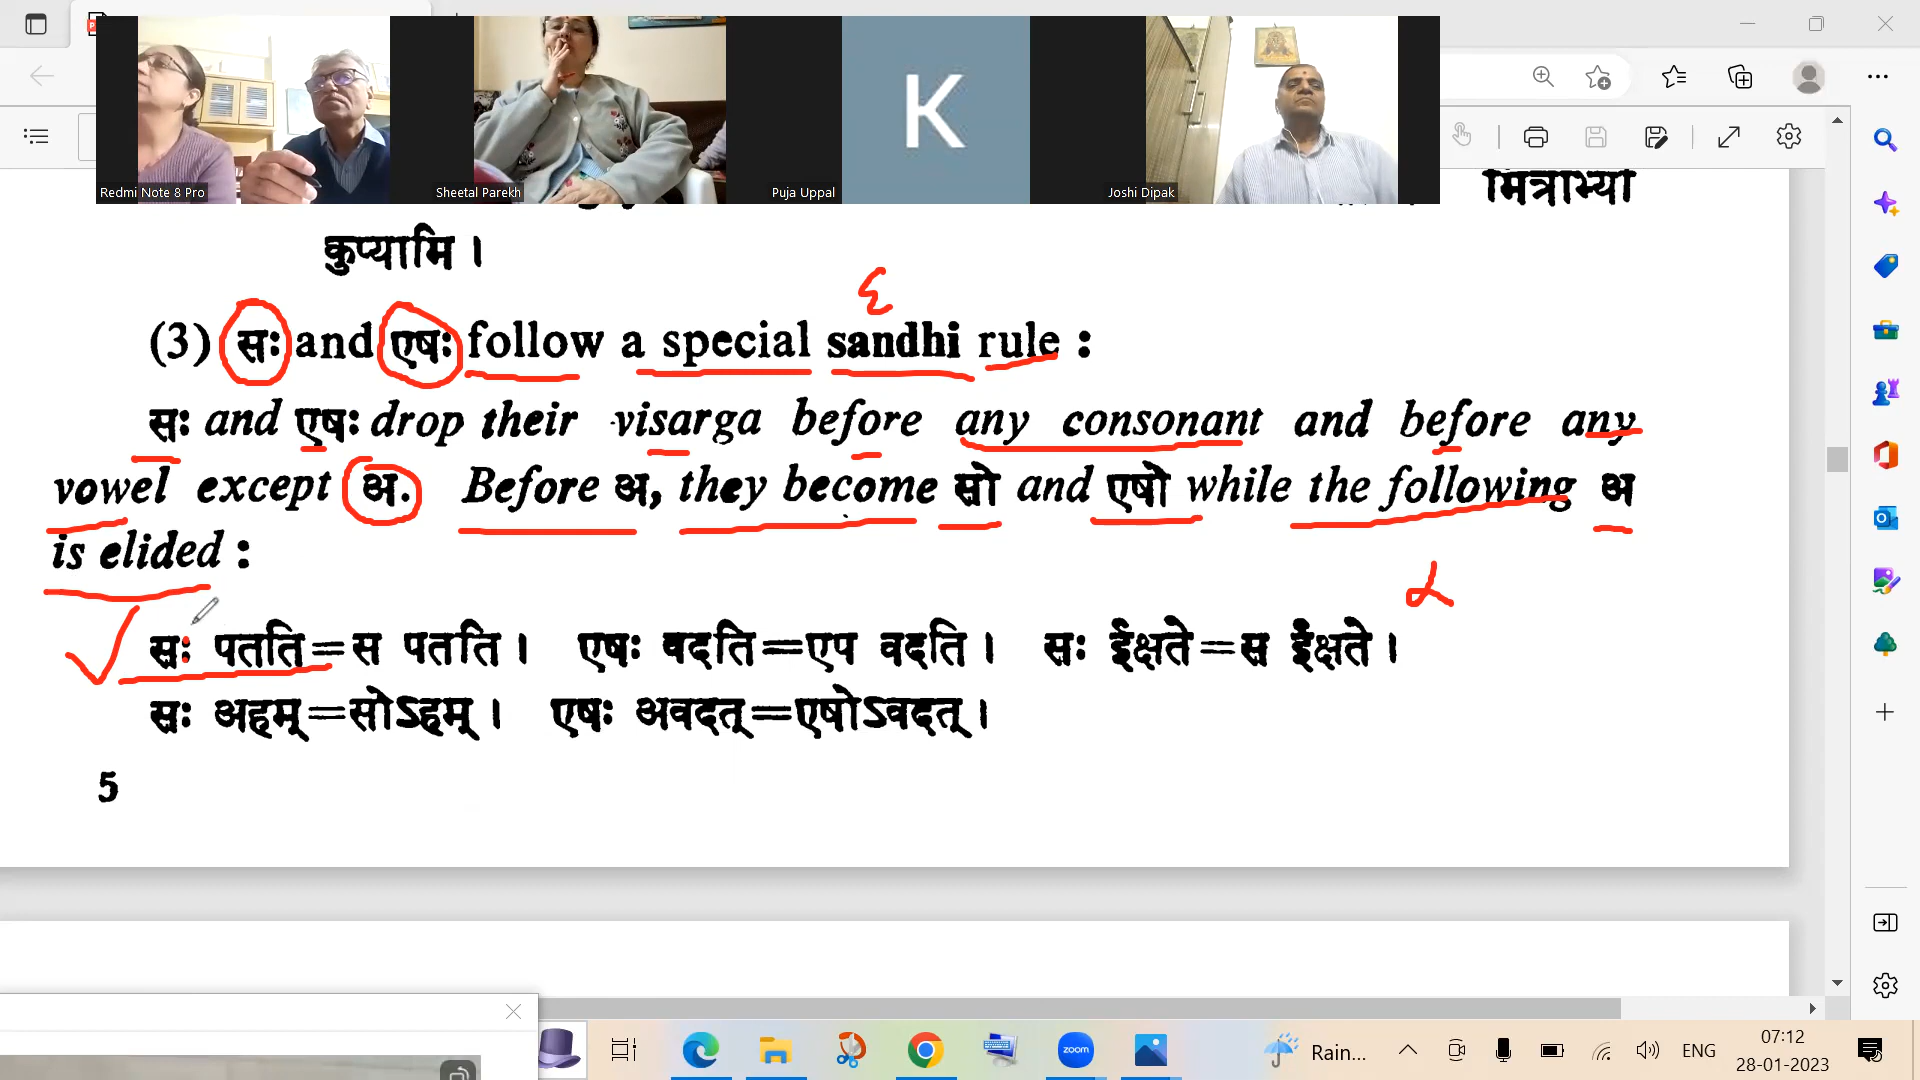 Redmi Note 8 Pro
Sheetal Parekh
K
Puja Uppal
Joshi Dipak
मित्राभ्यां
कुप्यामि ।
(3) सः and एषः follow a special sandhi rule :
सः and एषः drop their visarga before any consonant and before any
vowel except अ. Before अ, they become सो and एषो while the following अ
is elided :
सः पतति=स पतति । एषः वदति=एष वदति । सः ईक्षते=स ईक्षते ।
सः अहम्=सोऽहम् । एषः अवदत्=एषोऽवदत् ।
5
zoom
Rain...
ENG
07:12
28-01-2023